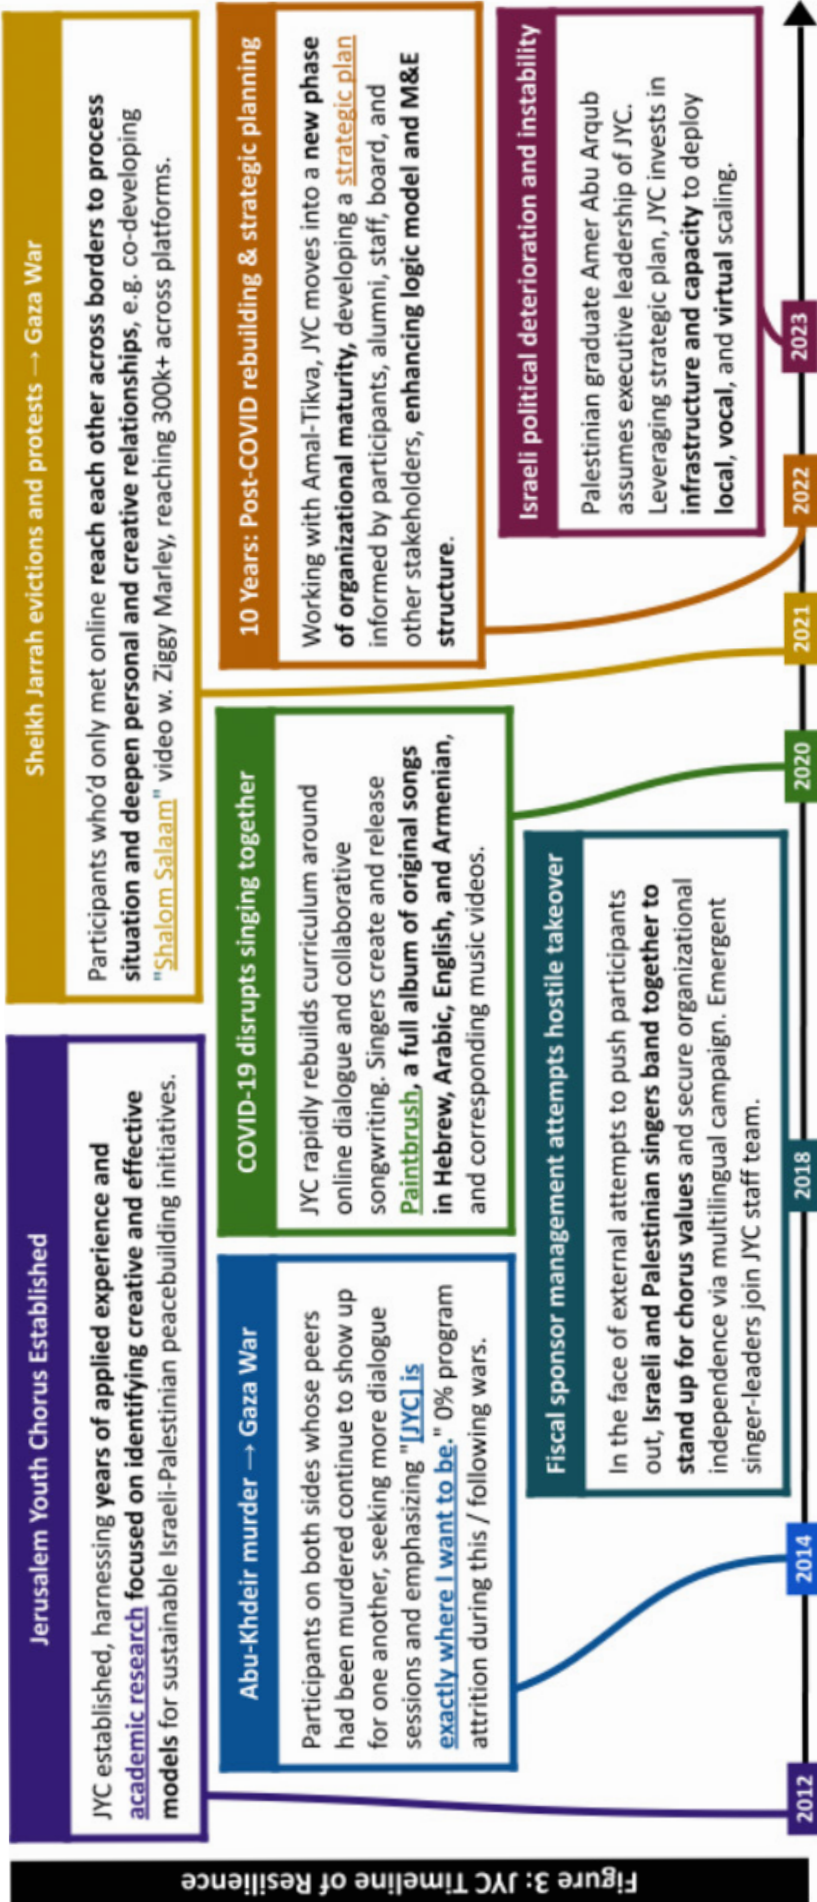 Figure 3: JYC Timeline of Resilience
Jerusalem Youth Chorus Established
JYC established, harnessing years of applied experience and
academic research focused on identifying creative and effective
models for sustainable Israeli-Palestinian peacebuilding initiatives.
Sheikh Jarrah evictions and protests → Gaza War
Participants who'd only met online reach each other across borders to process
situation and deepen personal and creative relationships, e.g. co-developing
"Shalom Salaam" video w. Ziggy Marley, reaching 300k+ across platforms.
Abu-Khdeir murder → Gaza War
Participants on both sides whose peers
had been murdered continue to show up
for one another, seeking more dialogue
sessions and emphasizing "[JYC] is
exactly where I want to be." 0% program
attrition during this / following wars.
COVID-19 disrupts singing together
JYC rapidly rebuilds curriculum around
online dialogue and collaborative
songwriting. Singers create and release
Paintbrush, a full album of original songs
in Hebrew, Arabic, English, and Armenian,
and corresponding music videos.
10 Years: Post-COVID rebuilding & strategic planning
Working with Amal-Tikva, JYC moves into a new phase
of organizational maturity, developing a strategic plan
informed by participants, alumni, staff, board, and
other stakeholders, enhancing logic model and M&E
structure.
Fiscal sponsor management attempts hostile takeover
In the face of external attempts to push participants
out, Israeli and Palestinian singers band together to
stand up for chorus values and secure organizational
independence via multilingual campaign. Emergent
singer-leaders join JYC staff team.
Israeli political deterioration and instability
Palestinian graduate Amer Abu Arqub
assumes executive leadership of JYC.
Leveraging strategic plan, JYC invests in
infrastructure and capacity to deploy
local, vocal, and virtual scaling.
2012
2014
2018
2020
2021
2022
2023